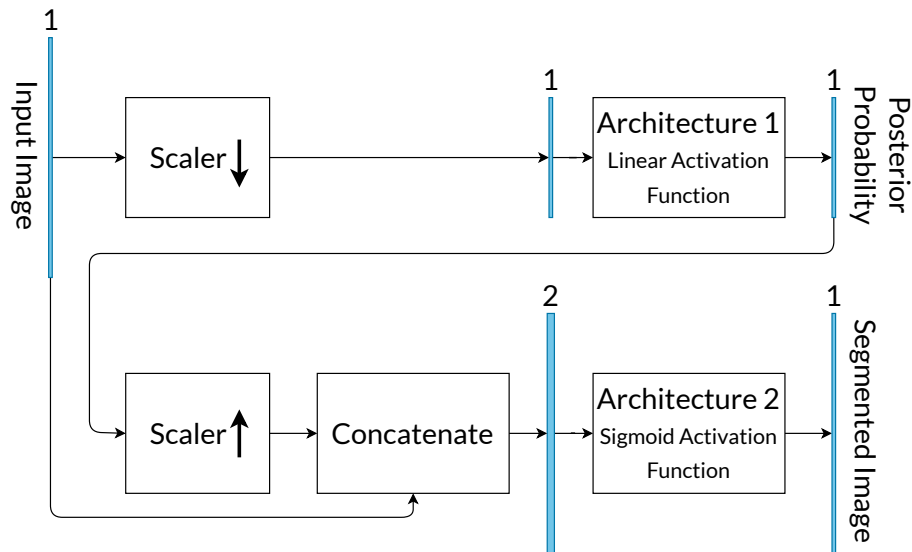 1
Input Image
Scaler
1
Architecture 1
Linear Activation
Function
1
Posterior
Probability
Scaler
Concatenate
2
Architecture 2
Sigmoid Activation
Function
1
Segmented Image